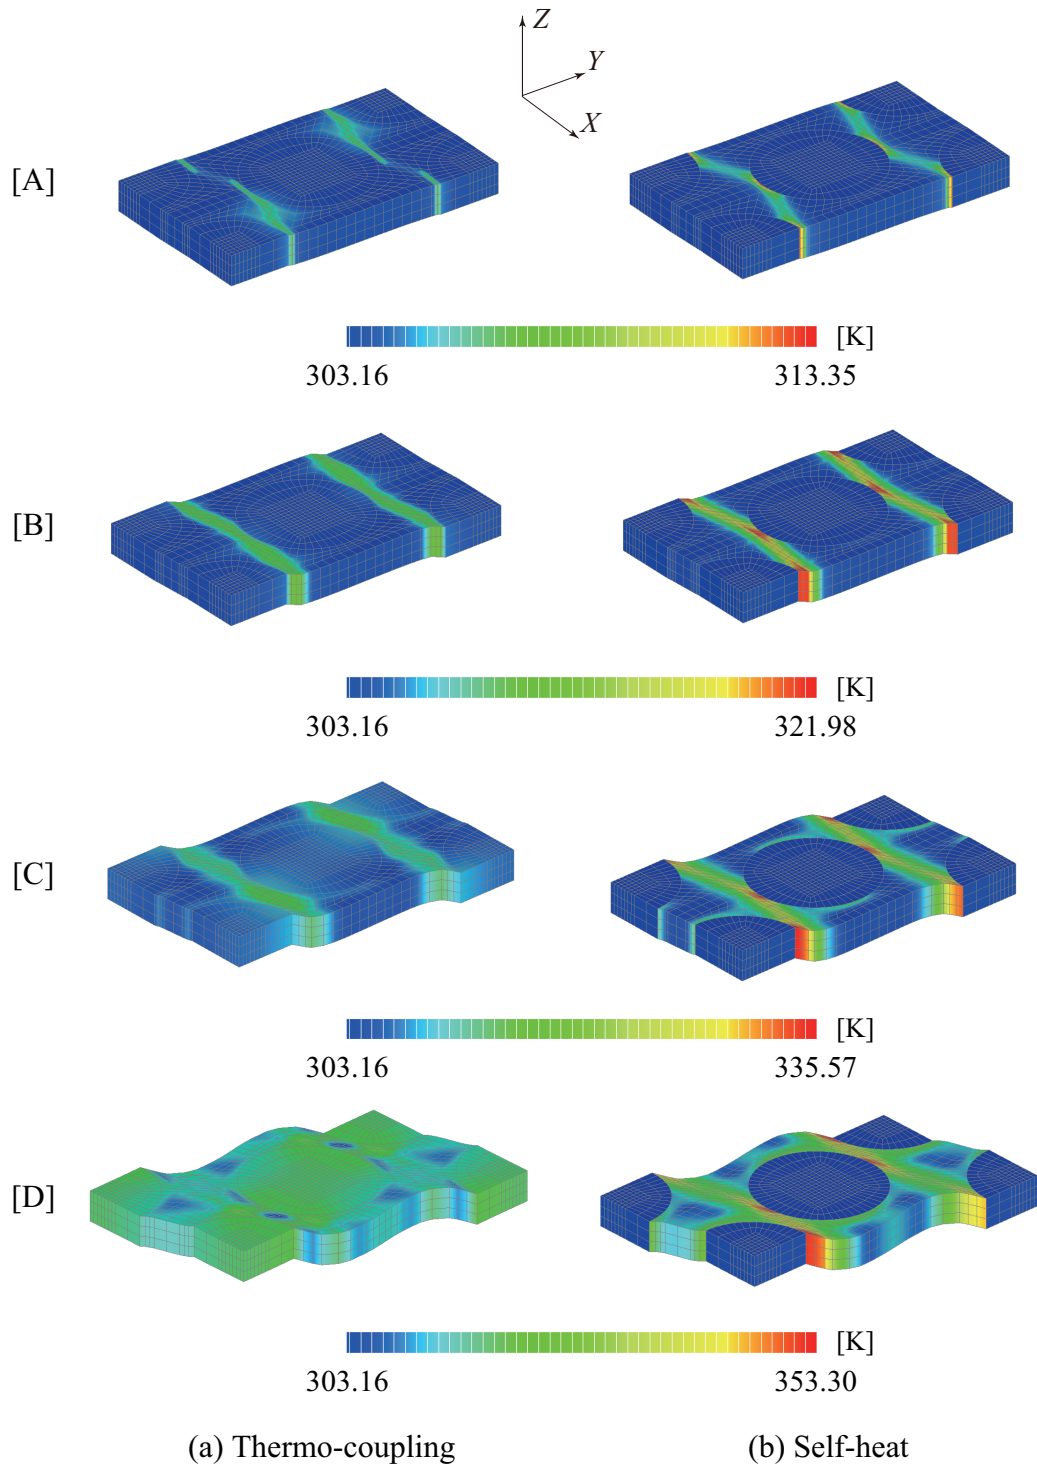 Z
Y
X
[A]
[K]
303.16 313.35
[B]
[K]
303.16 321.98
[C]
[K]
303.16 335.57
[D]
[K]
303.16 353.30
(a) Thermo-coupling (b) Self-heat